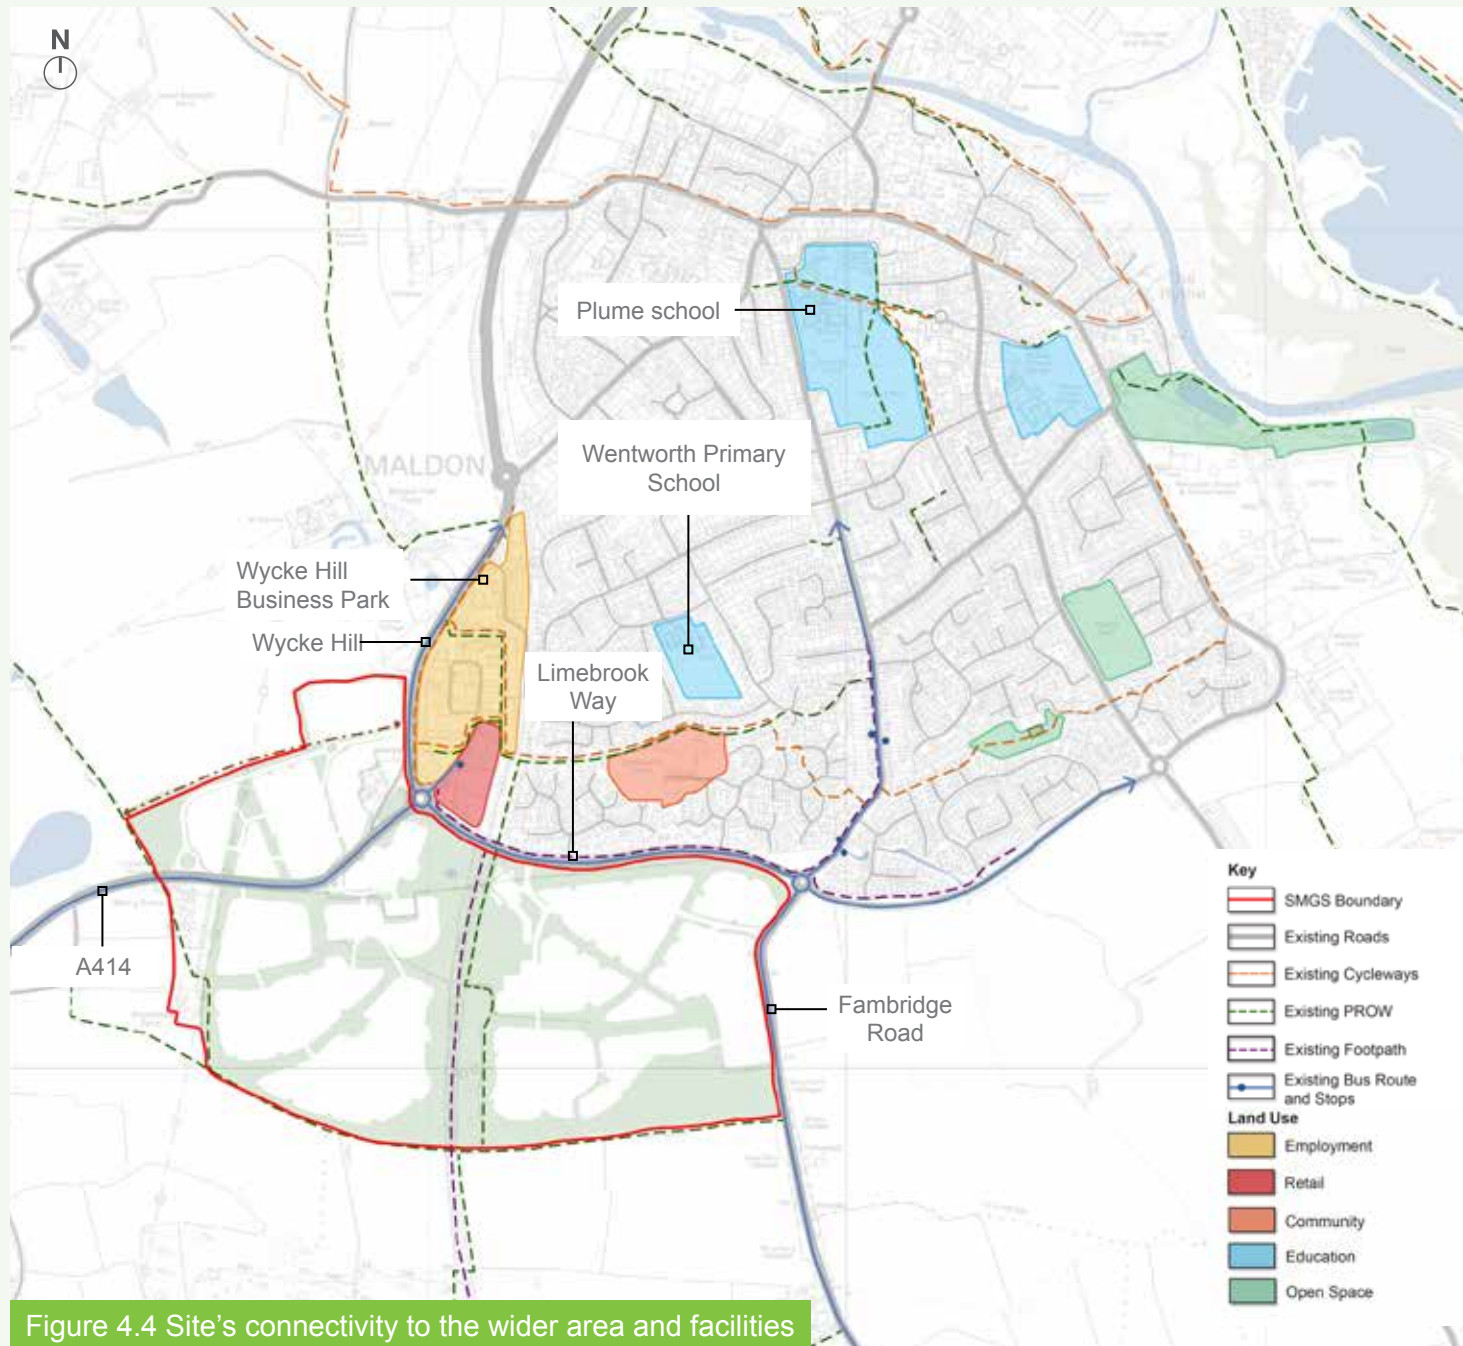 N
Plume school
Wentworth Primary
School
MALDON
Wycke Hill
Business Park
Wycke Hill
Limebrook
Way
A414
Fambridge
Road
Key
SMGS Boundary
Existing Roads
Existing Cycleways
Existing PROW
Existing Footpath
Existing Bus Route
and Stops
Land Use
Employment
Retail
Community
Education
Open Space
Figure 4.4 Site's connectivity to the wider area and facilities